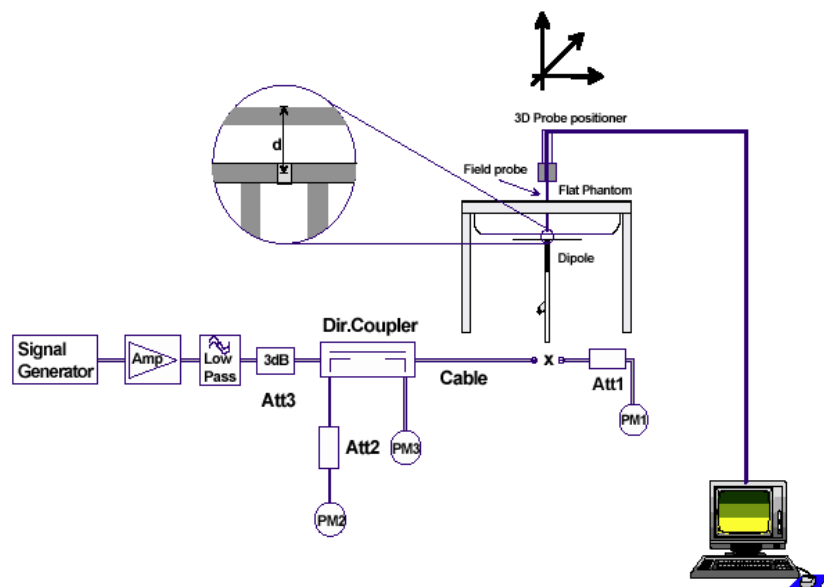 3D Probe positioner
d
Field probe
Flat Phantom
Dipole
Dir.Coupler
Signal
Generator
Amp
Low
Pass
3dB
Cable
x
Att1
Att3
PM1
Att2
PM3
PM2